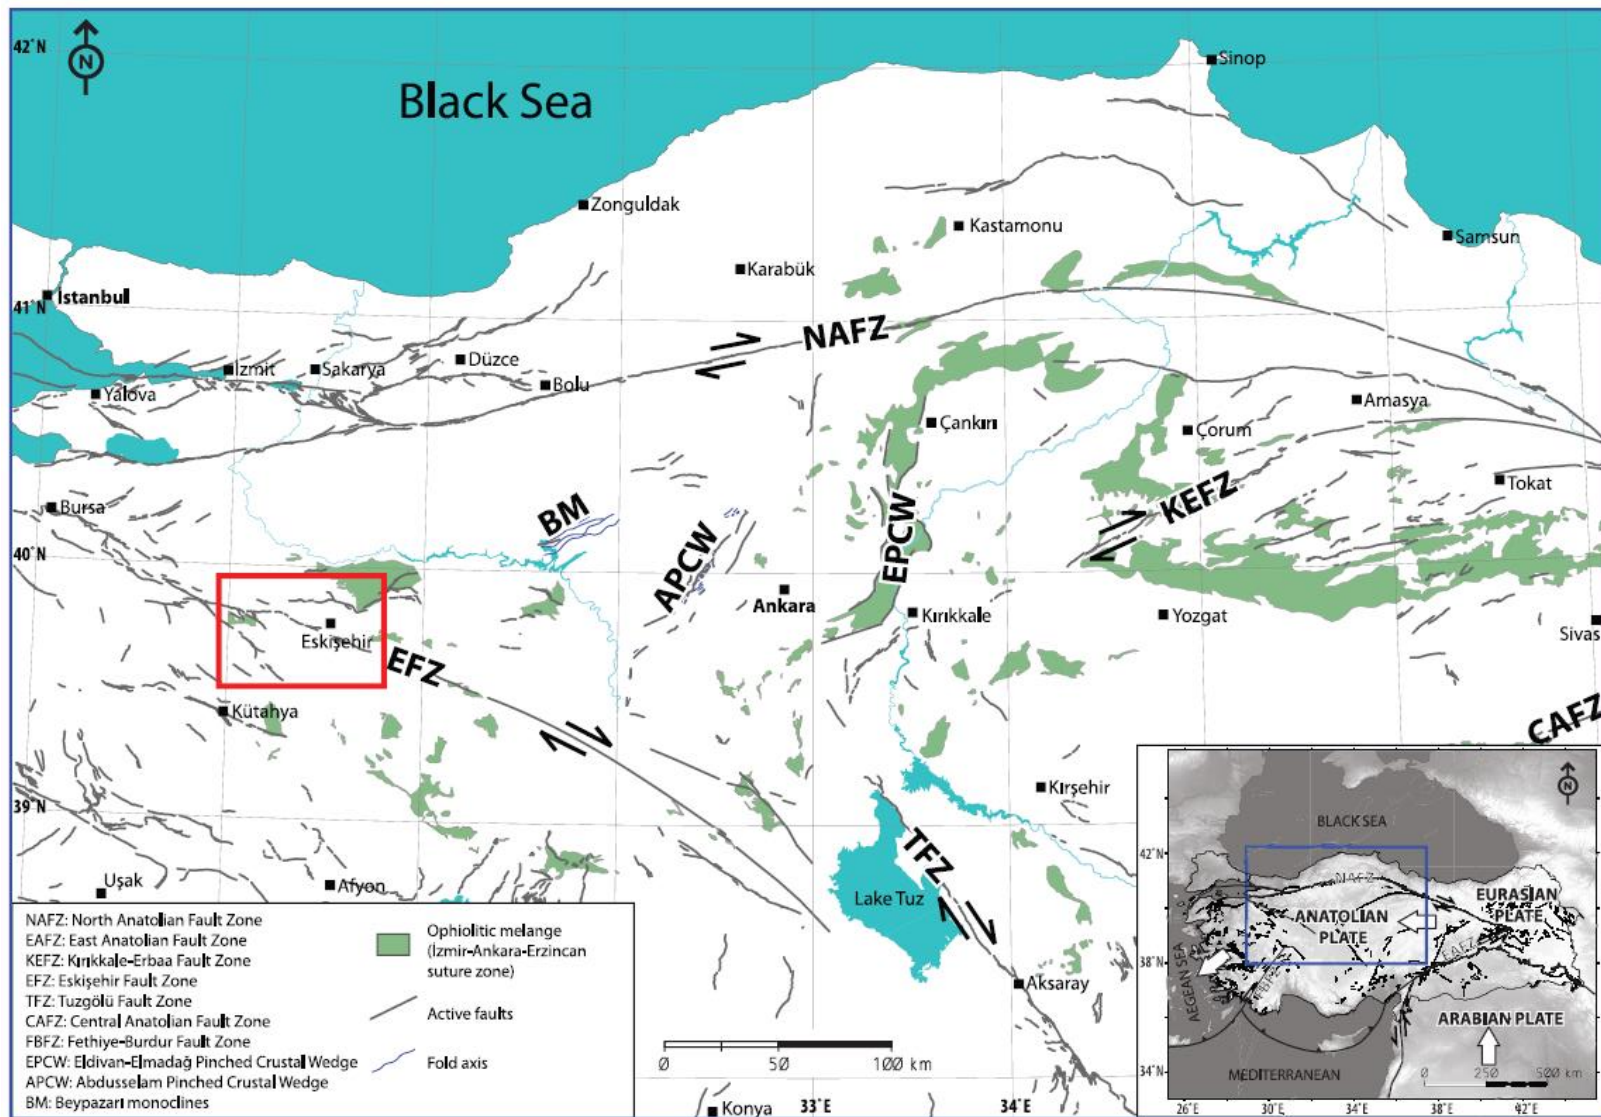 42°N
N
Black Sea
Sinop
Zonguldak
Kastamonu
Samsun
Karabük
İstanbul
41°N
NAFZ
İzmit
Sakarya
Düzce
Bolu
Yalova
Amasya
Çankırı
Çorum
Bursa
BM
KEFZ
Tokat
40°N
APCW
EPCW
Ankara
Kırıkkale
Yozgat
Sivas
Eskişehir
EFZ
Kütahya
CAFZ
39°N
Kırşehir
TFZ
Uşak
Afyon
Lake Tuz
Aksaray
Konya
33°E
34°E
0 50 100 km
NAFZ: North Anatolian Fault Zone
EAFZ: East Anatolian Fault Zone
KEFZ: Kırıkkale-Erbaa Fault Zone
EFZ: Eskişehir Fault Zone
TFZ: Tuzgölü Fault Zone
CAFZ: Central Anatolian Fault Zone
FBFZ: Fethiye-Burdur Fault Zone
EPCW: Eldivan-Elmadağ Pinched Crustal Wedge
APCW: Abdusselam Pinched Crustal Wedge
BM: Beypazarı monoclines
Ophiolitic melange
(İzmir-Ankara-Erzincan
suture zone)
Active faults
Fold axis
N
BLACK SEA
42°N
NAFZ
EURASIAN
PLATE
ANATOLIAN
PLATE
EAFZ
38°N
AEGEAN SEA
ARABIAN PLATE
34°N
MEDITERRANEAN
0 250 500 km
26°E 30°E 34°E 38°E 42°E